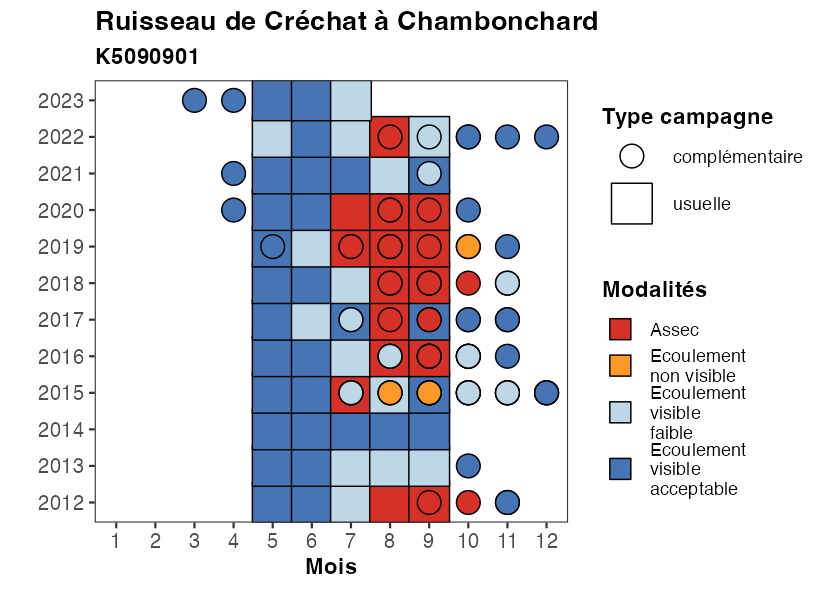 Ruisseau de Créchat à Chambonchard
K5090901
2023
2022
2021
2020
2019
2018
2017
2016
2015
2014
2013
2012
1 2 3 4 5 6 7 8 9 10 11 12
Mois
Type campagne
complémentaire
usuelle
Modalités
Assec
Ecoulement
non visible
Ecoulement
visible
faible
Ecoulement
visible
acceptable